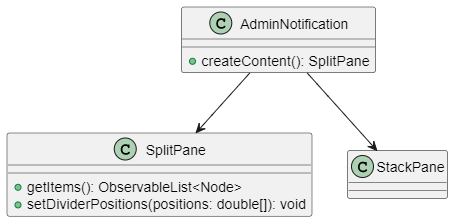 C AdminNotification
createContent(): SplitPane
C SplitPane
getItems(): ObservableList<Node>
setDividerPositions(positions: double[]): void
C StackPane